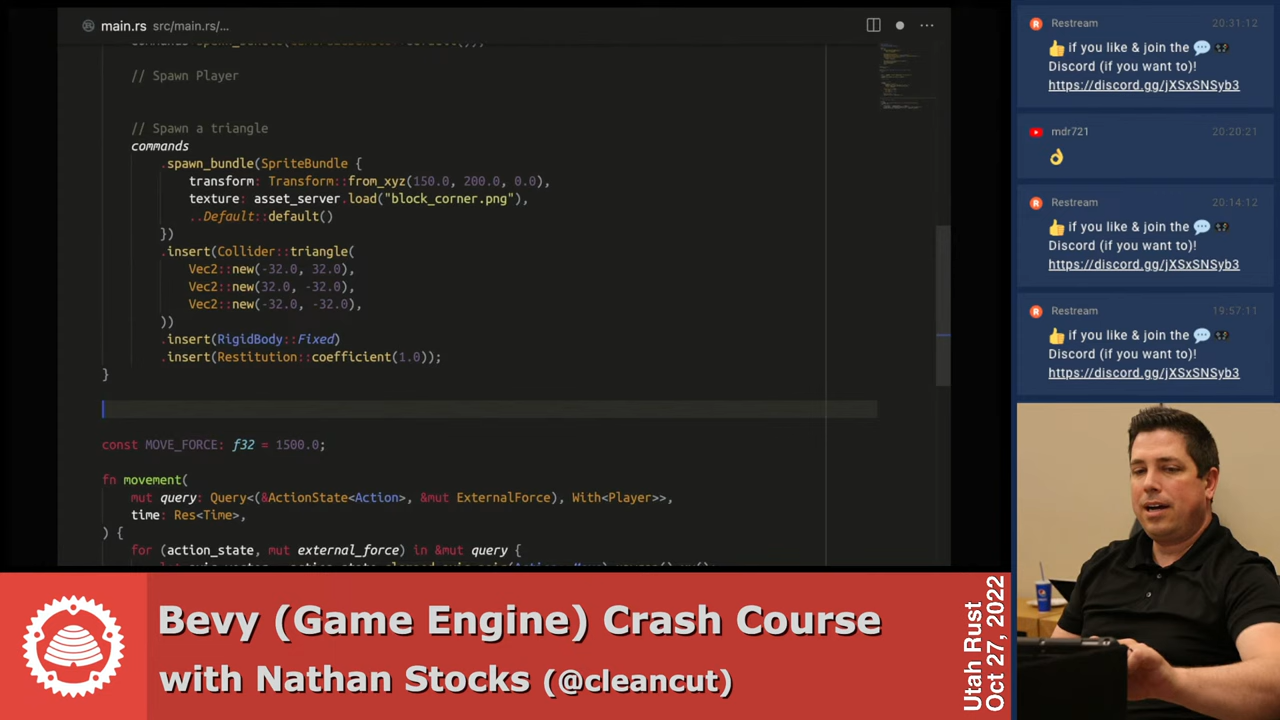 main.rs src/main.rs/...
// Spawn Player
// Spawn a triangle
commands
.spawn_bundle(SpriteBundle {
transform: Transform::from_xyz(150.0, 200.0, 0.0),
texture: asset_server.load("block_corner.png"),
..Default::default()
})
.insert(Collider::triangle(
Vec2::new(-32.0, 32.0),
Vec2::new(32.0, -32.0),
Vec2::new(-32.0, -32.0),
))
.insert(RigidBody::Fixed)
.insert(Restitution::coefficient(1.0));
}
const MOVE_FORCE: f32 = 1500.0;
fn movement(
mut query: Query<(&ActionState<Action>, &mut ExternalForce), With<Player>>,
time: Res<Time>,
) {
for (action_state, mut external_force) in &mut query {
Restream 20:31:12
👍 if you like & join the 💬
Discord (if you want to)!
https://discord.gg/jXSxSNSyb3
mdr721 20:20:21
👌
Restream 20:14:12
👍 if you like & join the 💬
Discord (if you want to)!
https://discord.gg/jXSxSNSyb3
Restream 19:57:11
👍 if you like & join the 💬
Discord (if you want to)!
https://discord.gg/jXSxSNSyb3
Bevy (Game Engine) Crash Course
with Nathan Stocks (@cleancut)
Utah Rust
Oct 27, 2022